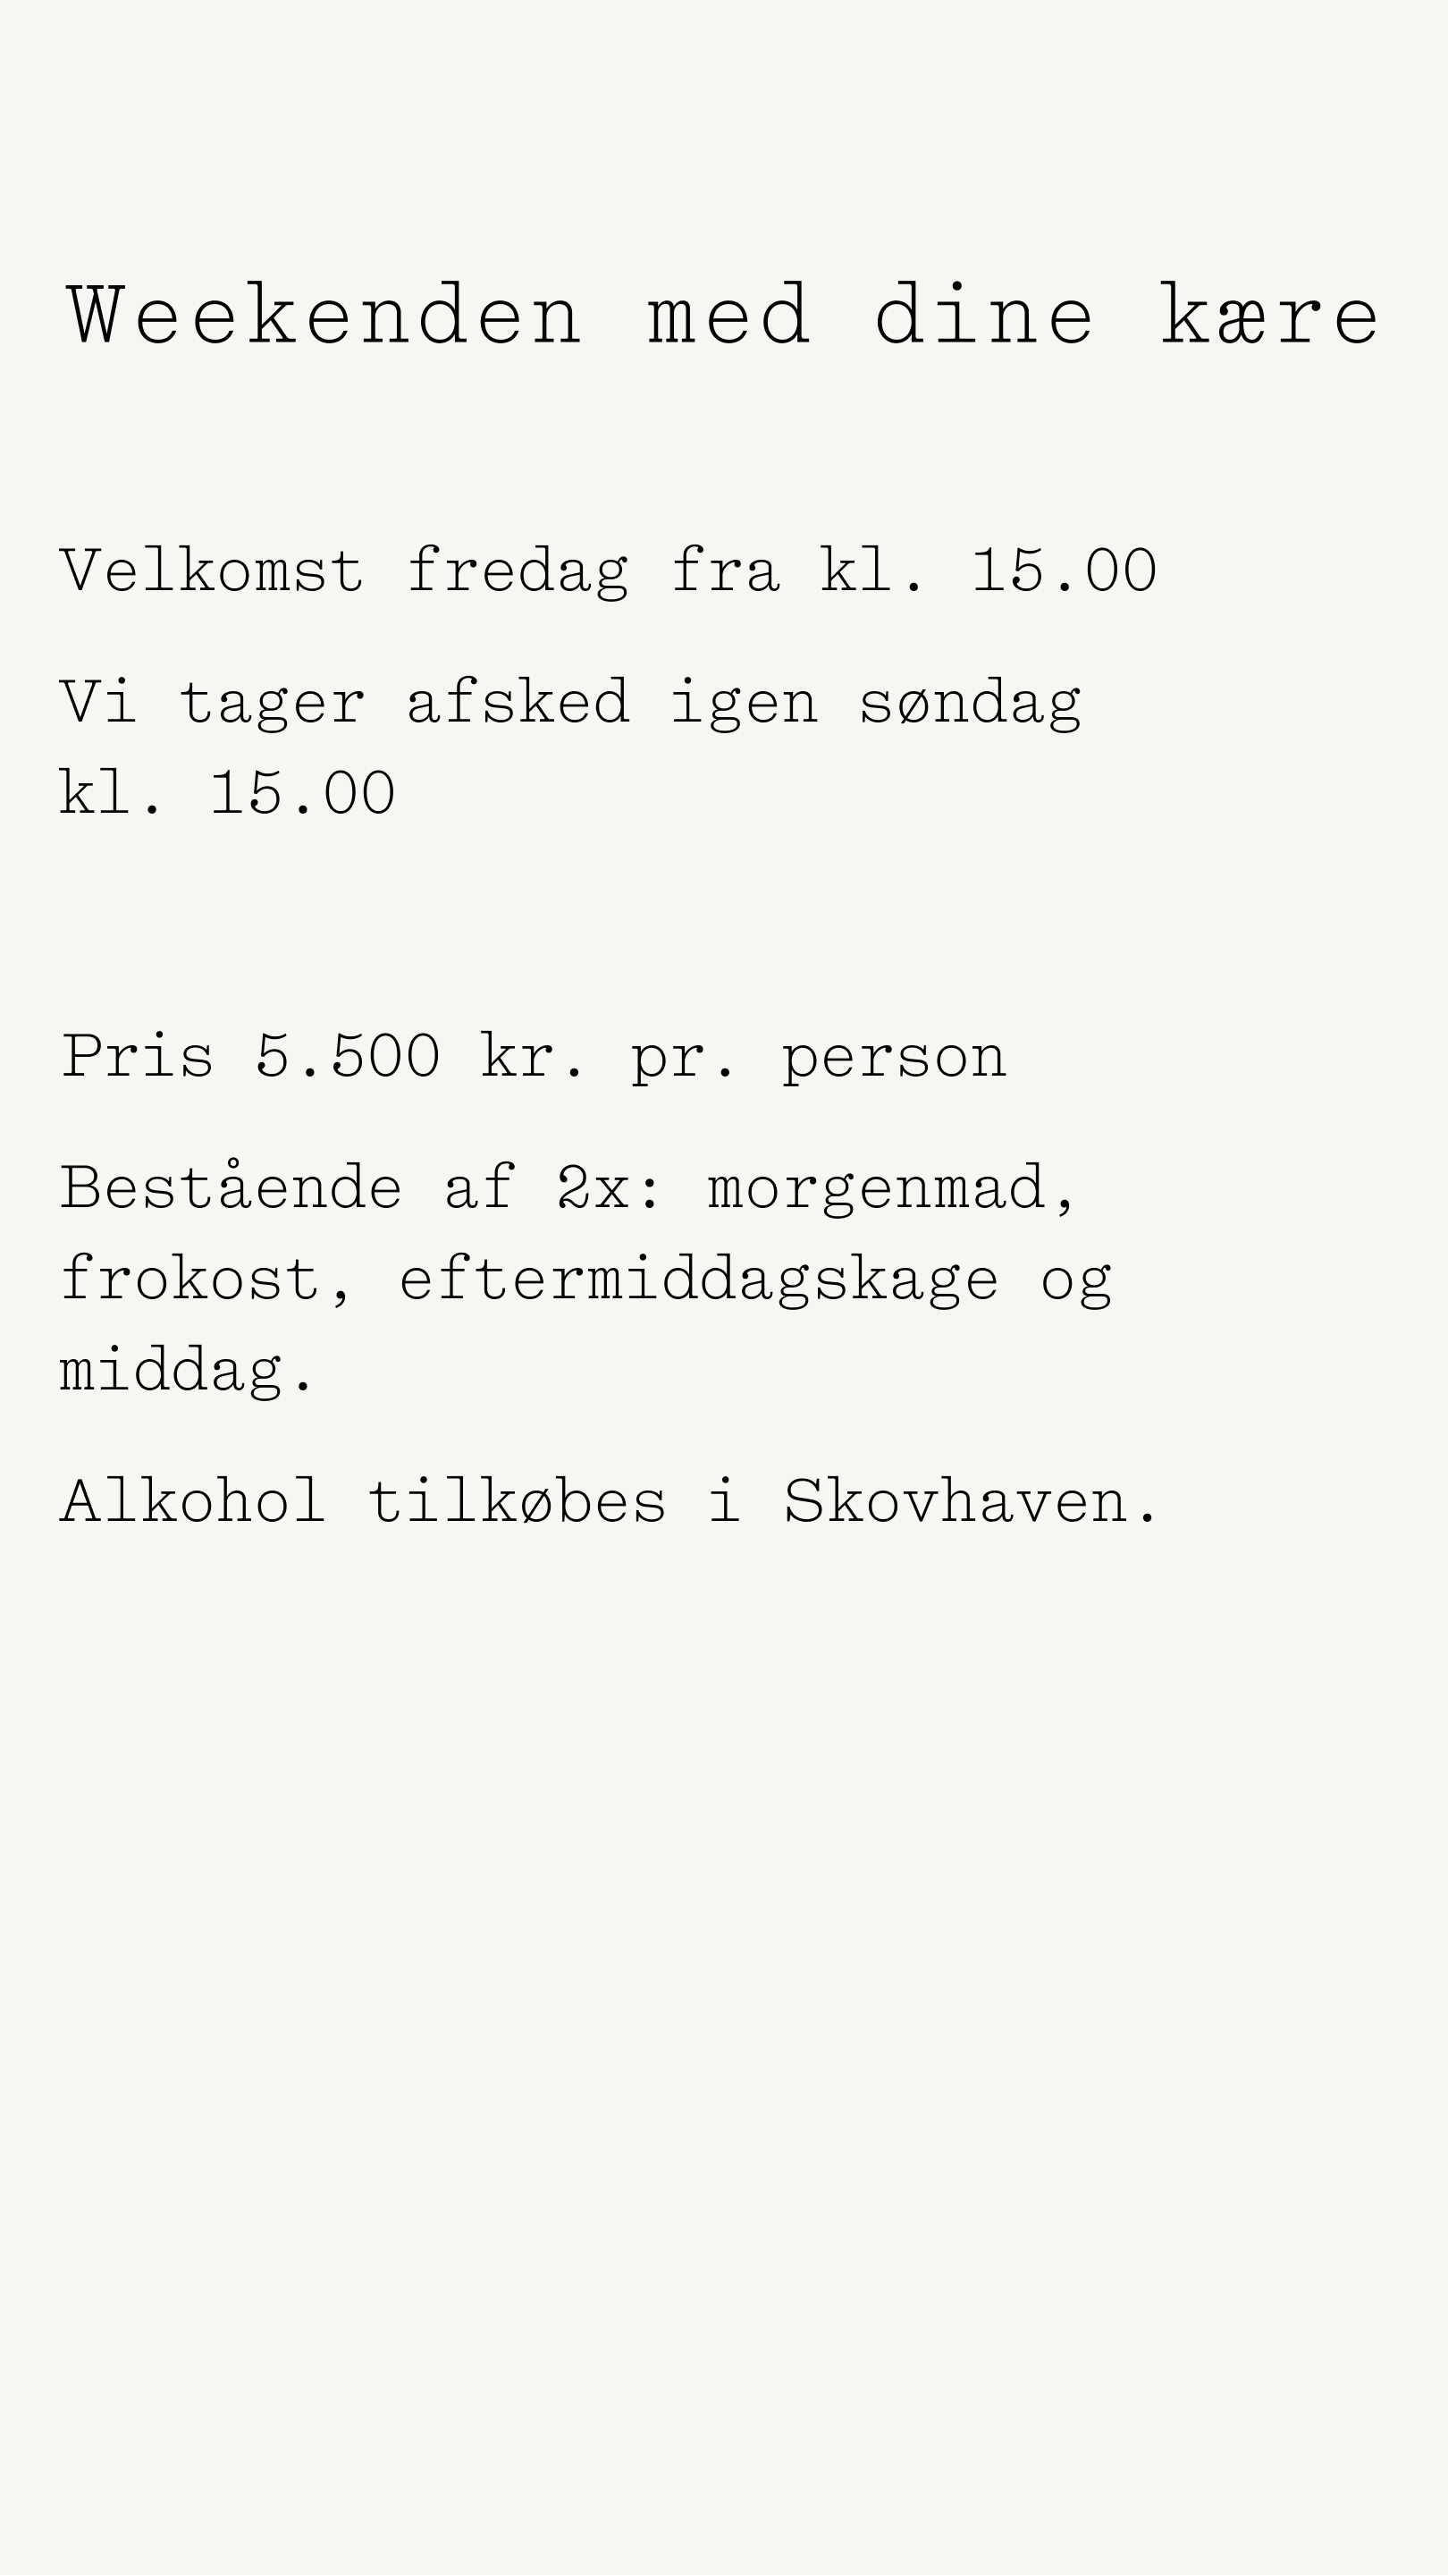 Weekenden med dine kære
Velkomst fredag fra kl. 15.00
Vi tager afsked igen søndag
kl. 15.00
Pris 5.500 kr. pr. person
Bestående af 2x: morgenmad,
frokost, eftermiddagskage og
middag.
Alkohol tilkøbes i Skovhaven.